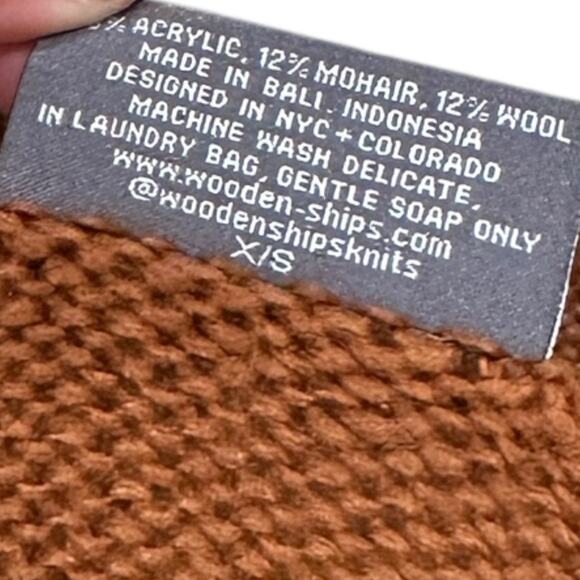 % ACRYLIC, 12% MOHAIR, 12% WOOL
MADE IN BALI, INDONESIA
DESIGNED IN NYC + COLORADO
MACHINE WASH DELICATE,
IN LAUNDRY BAG, GENTLE SOAP ONLY
www.wooden-ships.com
@woodenshipsknits
X/S